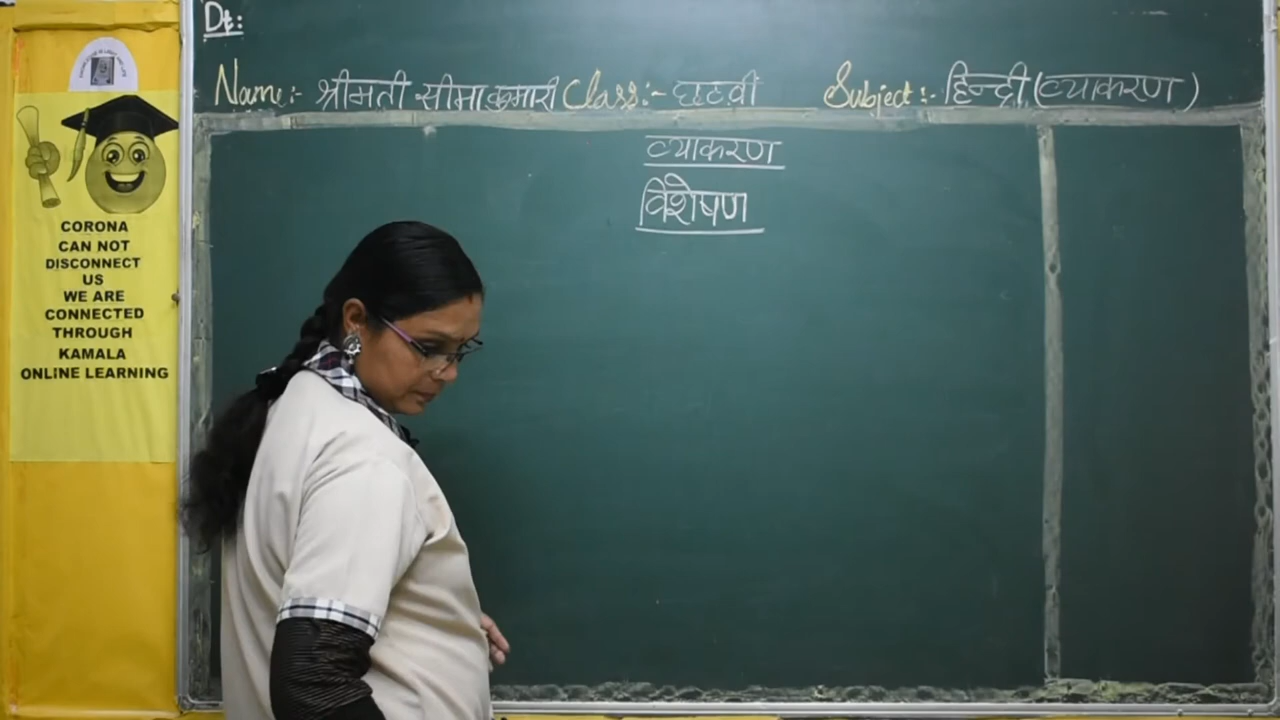 Dt:
Name:- श्रीमती सीमा कुमारी Class:- छठवी Subject:- हिन्दी (व्याकरण)
व्याकरण
विशेषण
CORONA
CAN NOT
DISCONNECT
US
WE ARE
CONNECTED
THROUGH
KAMALA
ONLINE LEARNING